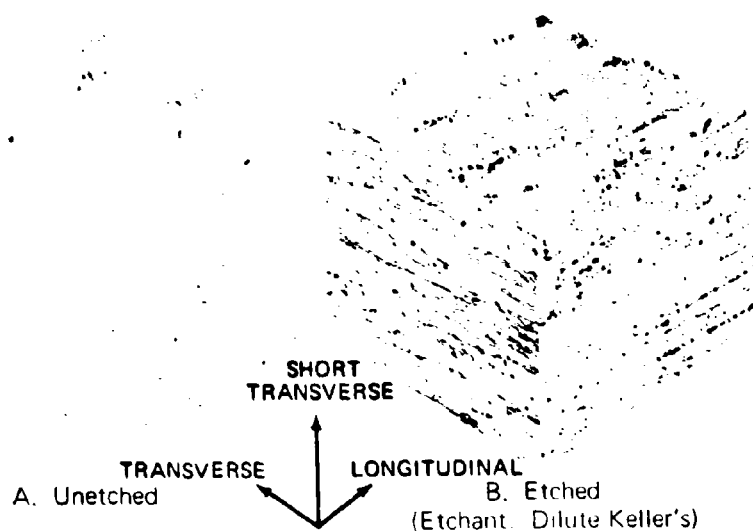 SHORT
TRANSVERSE
TRANSVERSE
LONGITUDINAL
A. Unetched
B. Etched
(Etchant. Dilute Keller's)